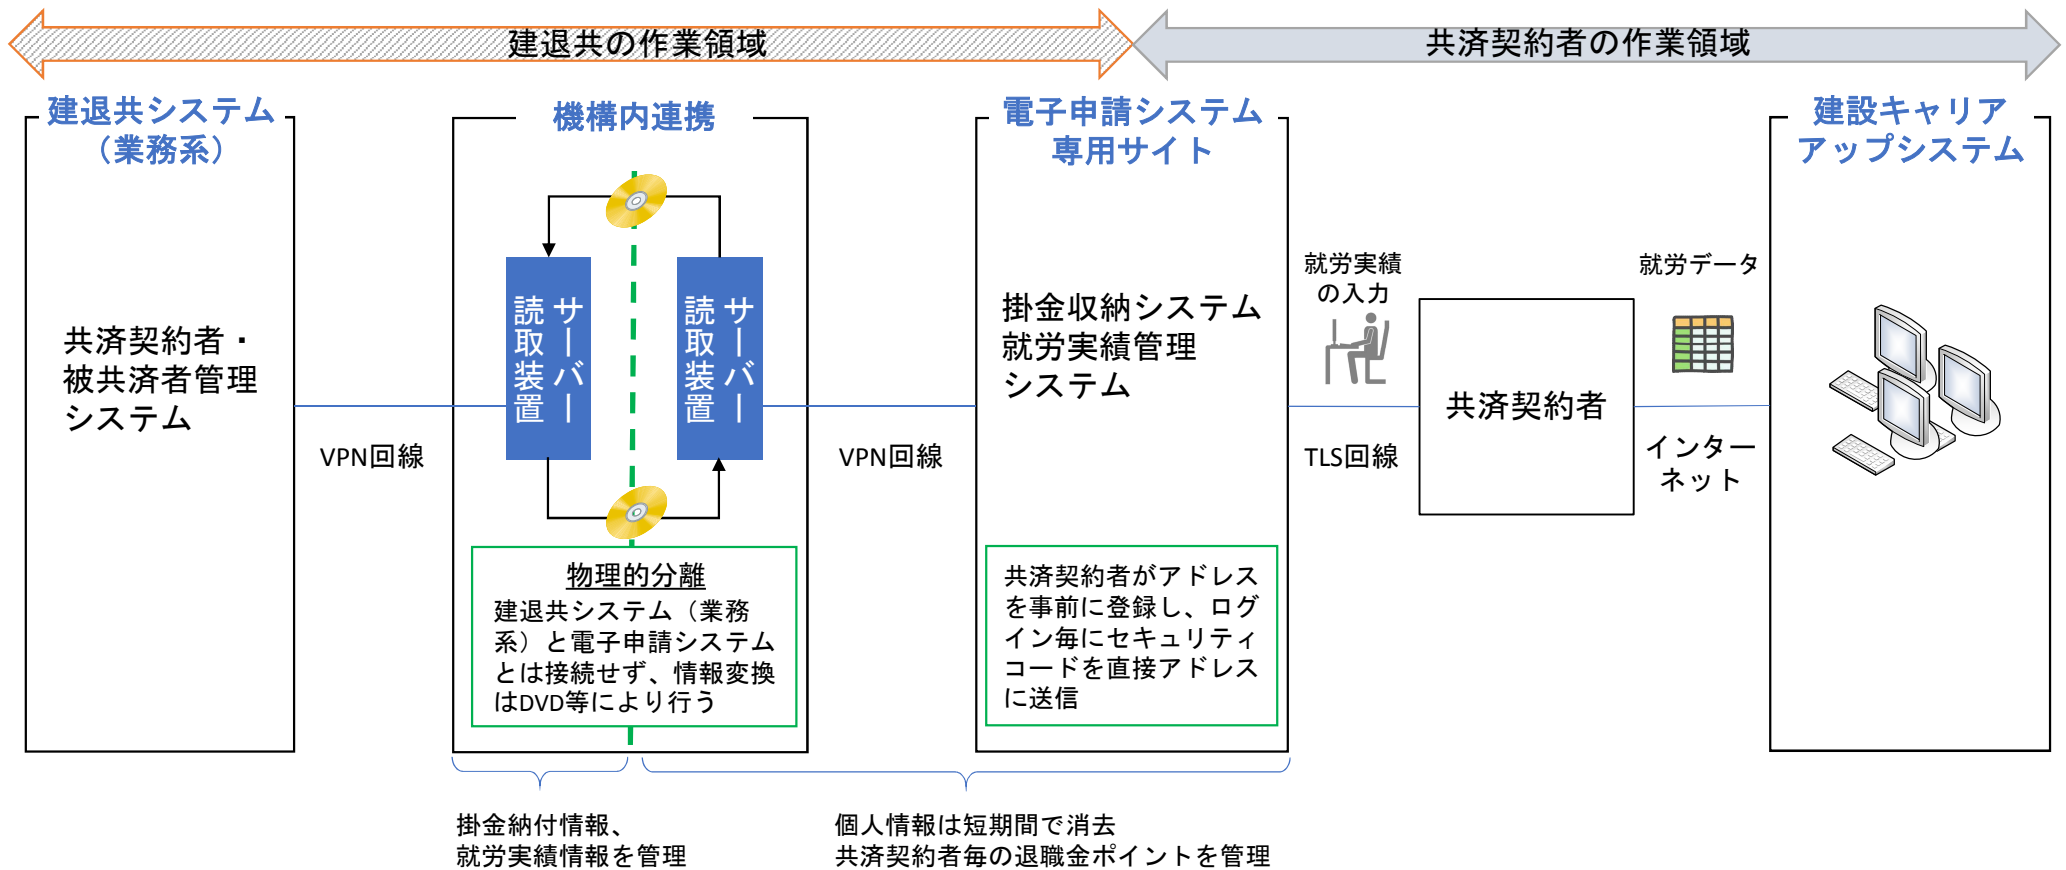 建退共の作業領域
共済契約者の作業領域
建退共システム
（業務系）
共済契約者・
被共済者管理
システム
VPN回線
機構内連携
サーバー
読取装置
サーバー
読取装置
物理的分離
建退共システム（業務
系）と電子申請システム
とは接続せず、情報変換
はDVD等により行う
VPN回線
電子申請システム
専用サイト
掛金収納システム
就労実績管理
システム
共済契約者がアドレス
を事前に登録し、ログ
イン毎にセキュリティ
コードを直接アドレス
に送信
就労実績
の入力
TLS回線
共済契約者
就労データ
インター
ネット
建設キャリア
アップシステム
掛金納付情報、
就労実績情報を管理
個人情報は短期間で消去
共済契約者毎の退職金ポイントを管理